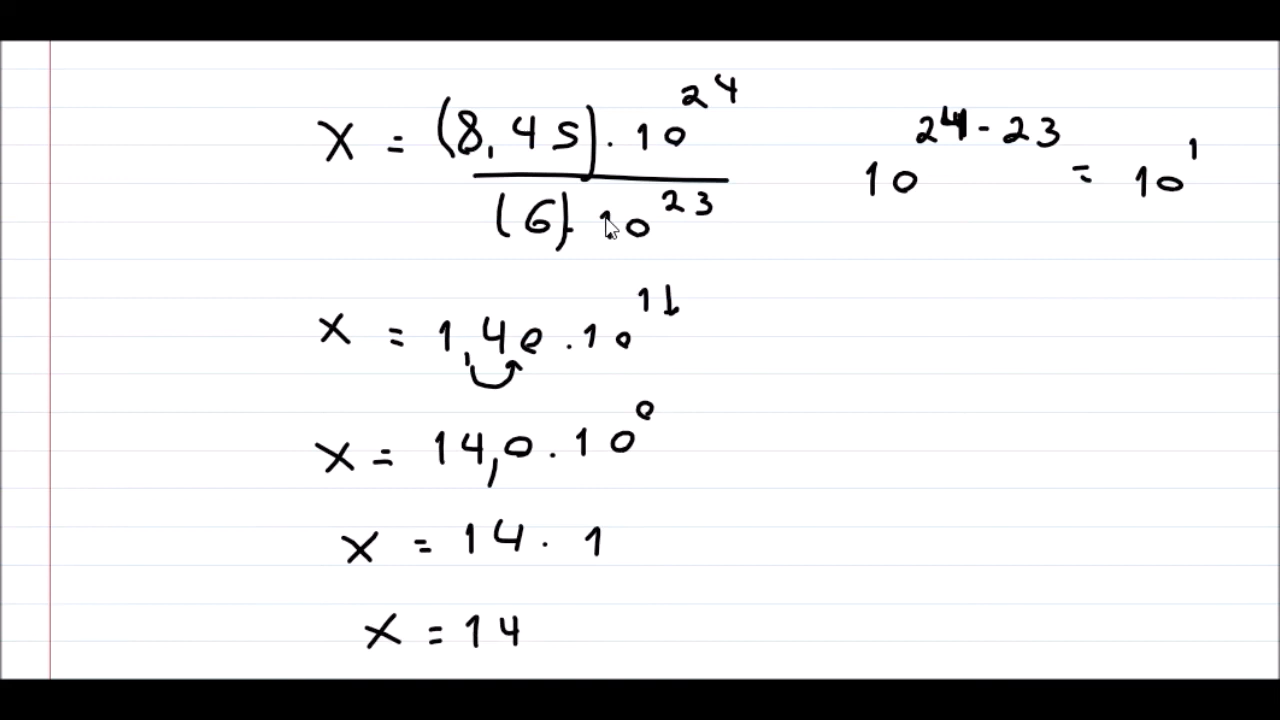 x = (8,45) · 10^24 / (6) · 10^23
10^24-23 = 10^1
x = 1,40 · 10^1↓
x = 14,0 · 10^0
x = 14 · 1
x = 14